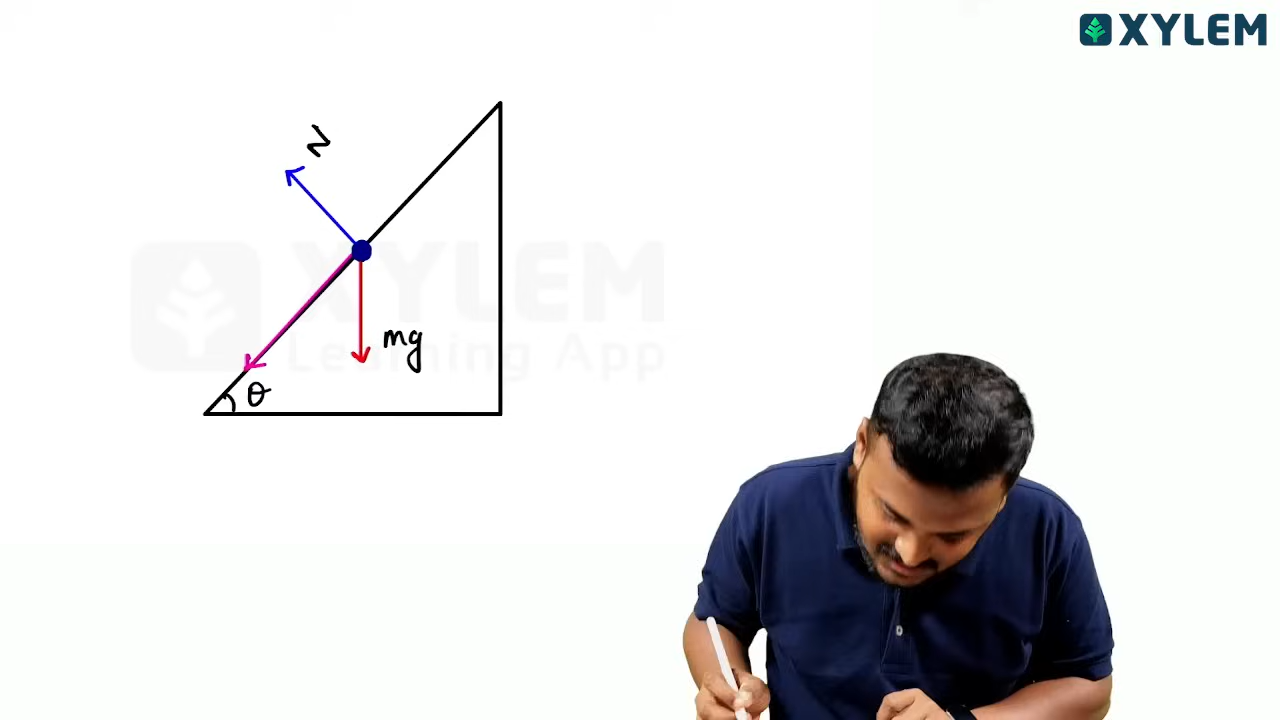 XYLEM
N
XYLEM
Learning App
mg
θ